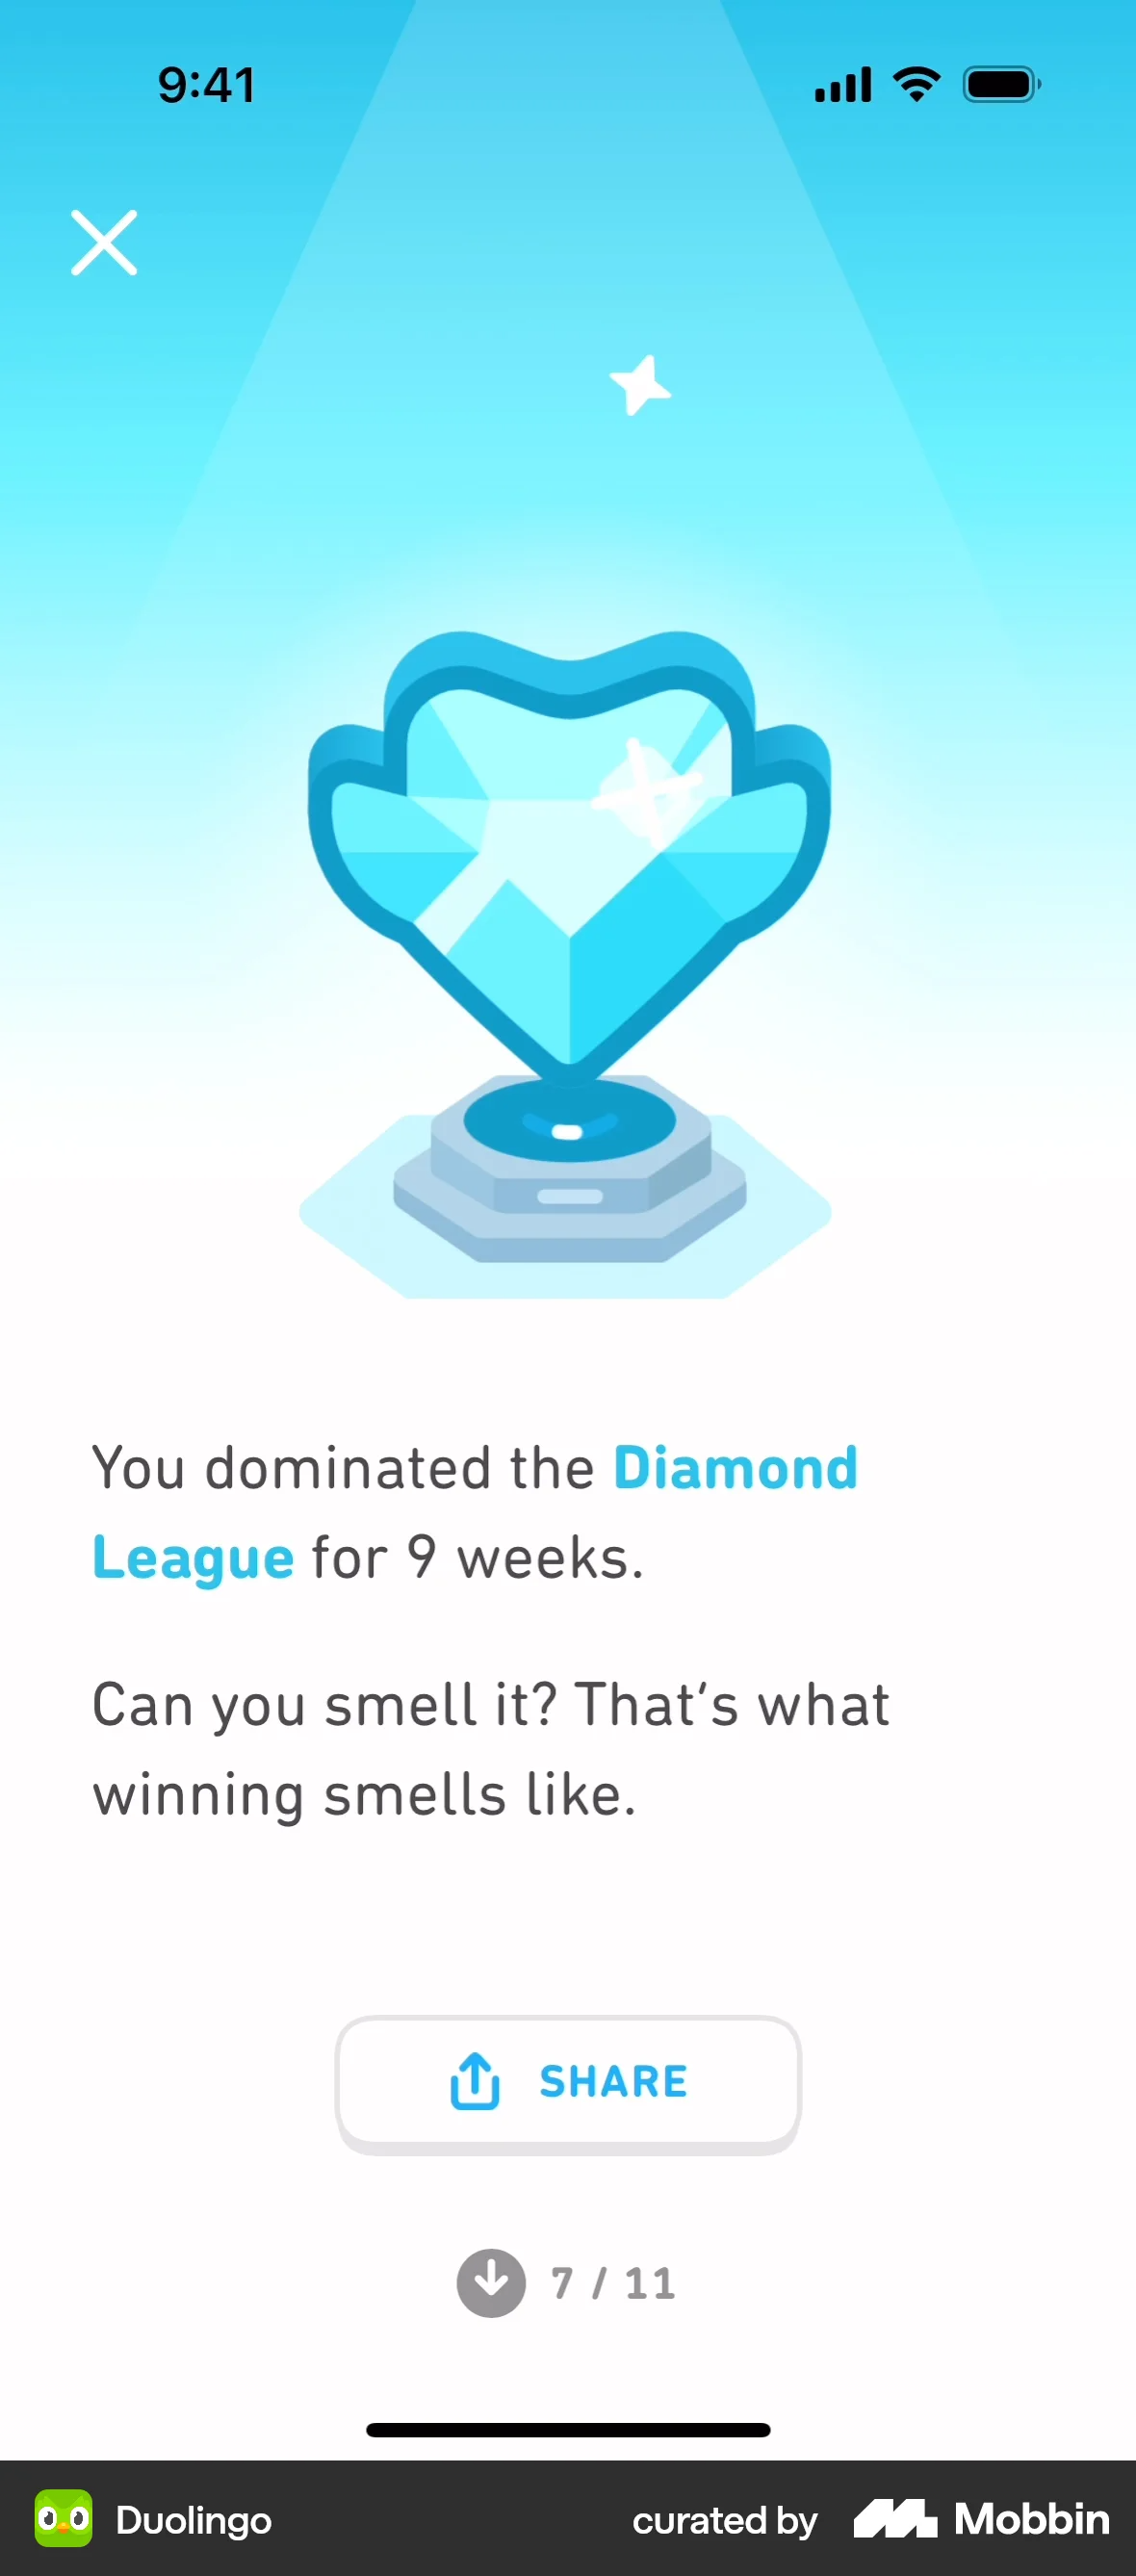 9:41
You dominated the Diamond
League for 9 weeks.
Can you smell it? That's what
winning smells like.
SHARE
7 / 11
Duolingo
curated by Mobbin